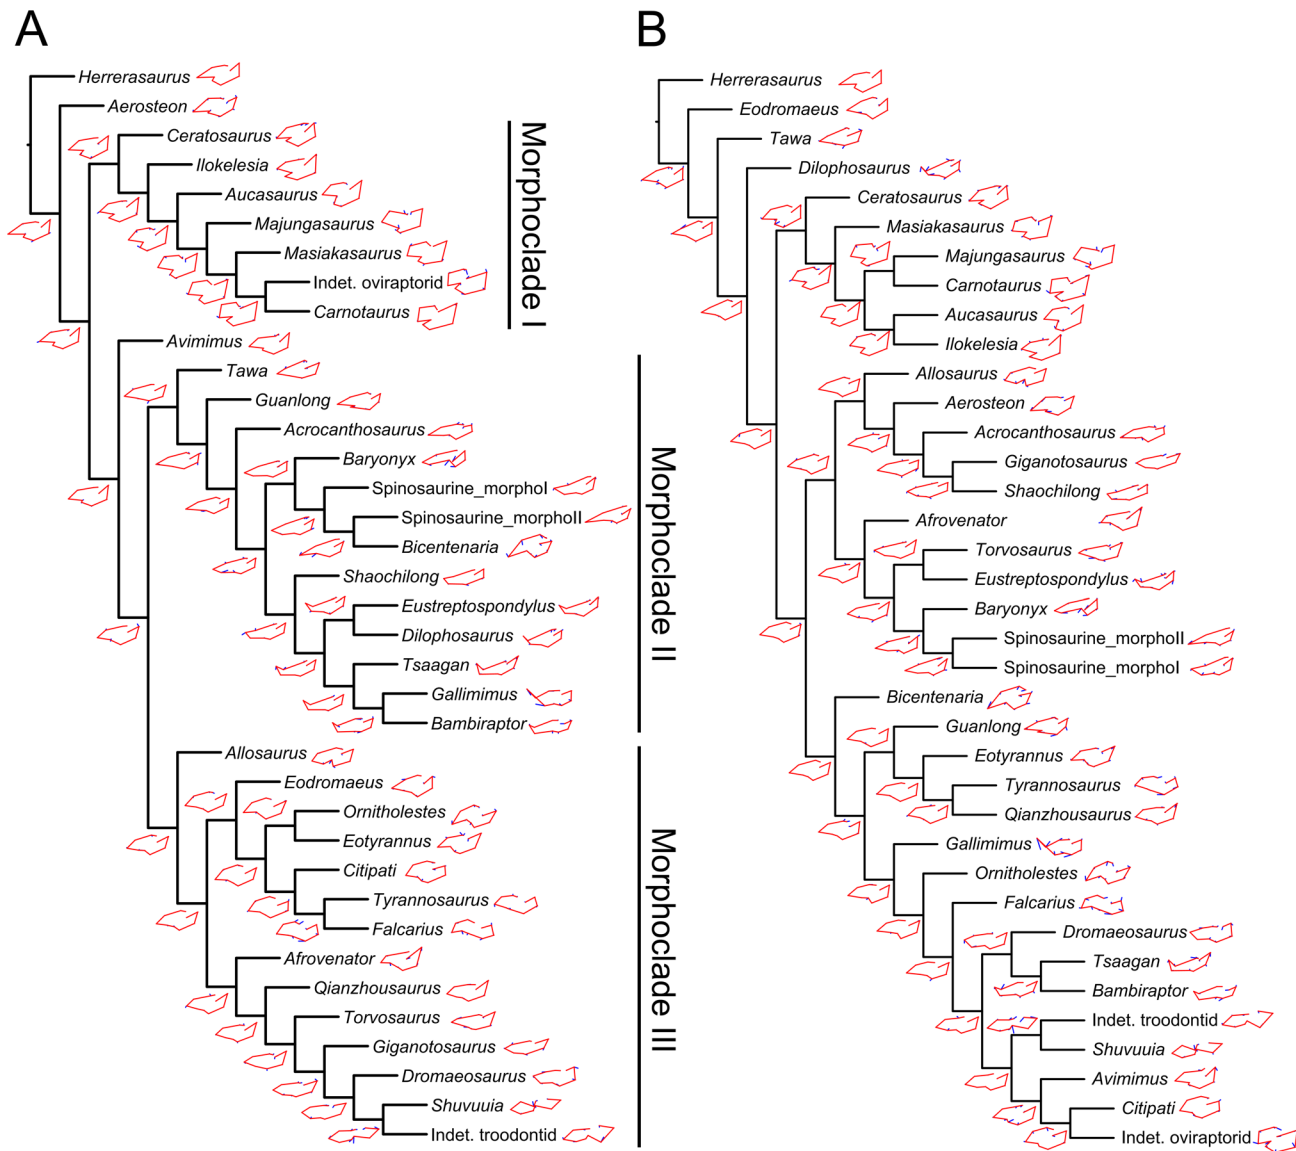 A
Herrerasaurus
Aerosteon
Ceratosaurus
Ilokelesia
Aucasaurus
Majungasaurus
Masiakasaurus
Indet. oviraptorid
Carnotaurus
Morphoclade I
Avimimus
Tawa
Guanlong
Acrocanthosaurus
Baryonyx
Spinosaurine_morphoI
Spinosaurine_morphoII
Bicentenaria
Shaochilong
Eustreptospondylus
Dilophosaurus
Tsaagan
Gallimimus
Bambiraptor
Morphoclade II
Allosaurus
Eodromaeus
Ornitholestes
Eotyrannus
Citipati
Tyrannosaurus
Falcarius
Afrovenator
Qianzhousaurus
Torvosaurus
Giganotosaurus
Dromaeosaurus
Shuvuuia
Indet. troodontid
Morphoclade III
B
Herrerasaurus
Eodromaeus
Tawa
Dilophosaurus
Ceratosaurus
Masiakasaurus
Majungasaurus
Carnotaurus
Aucasaurus
Ilokelesia
Allosaurus
Aerosteon
Acrocanthosaurus
Giganotosaurus
Shaochilong
Afrovenator
Torvosaurus
Eustreptospondylus
Baryonyx
Spinosaurine_morphoII
Spinosaurine_morphoI
Bicentenaria
Guanlong
Eotyrannus
Tyrannosaurus
Qianzhousaurus
Gallimimus
Ornitholestes
Falcarius
Dromaeosaurus
Tsaagan
Bambiraptor
Indet. troodontid
Shuvuuia
Avimimus
Citipati
Indet. oviraptorid